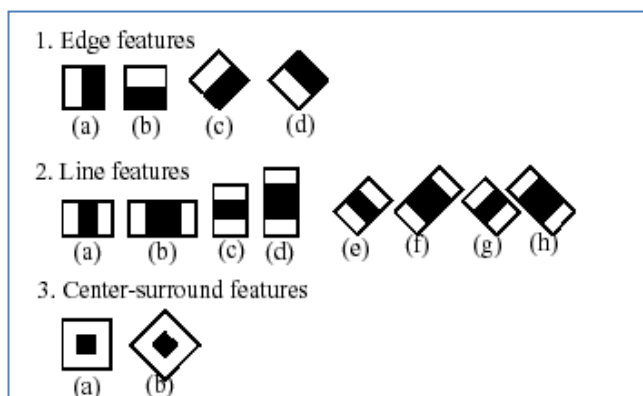 1. Edge features
(a) (b) (c) (d)
2. Line features
(a) (b) (c) (d) (e) (f) (g) (h)
3. Center-surround features
(a) (b)